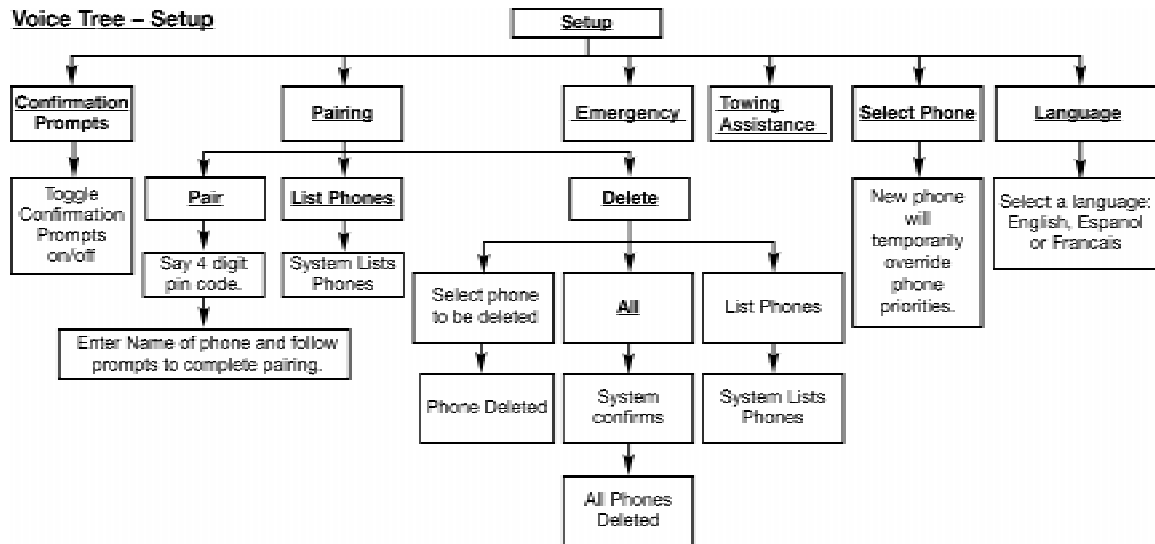 Voice Tree – Setup
Setup
Confirmation
Prompts
Pairing
Emergency
Towing
Assistance
Select Phone
Language
Toggle
Confirmation
Prompts
on/off
Pair
List Phones
Delete
New phone
will
temporarily
override
phone
priorities.
Select a language:
English, Espanol
or Francais
Say 4 digit
pin code.
System Lists
Phones
Select phone
to be deleted
All
List Phones
Enter Name of phone and follow
prompts to complete pairing.
Phone Deleted
System
confirms
System Lists
Phones
All Phones
Deleted